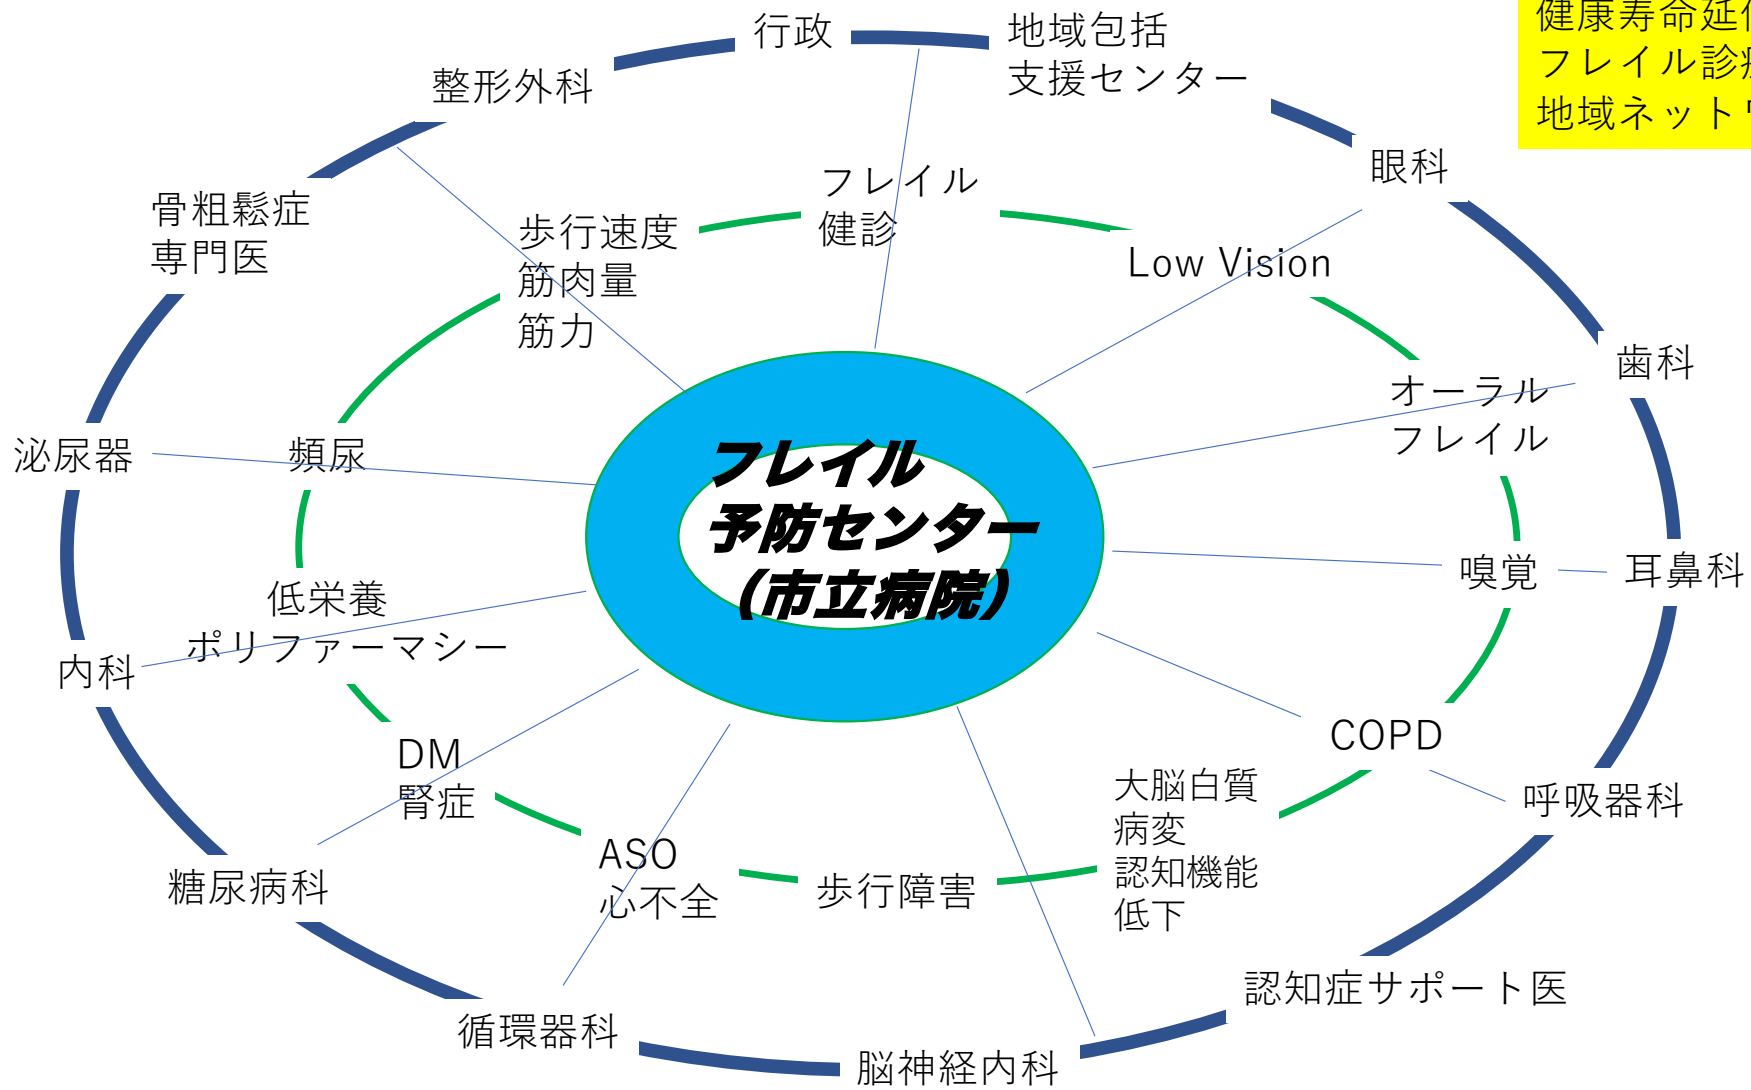 行政
地域包括
支援センター
健康寿命延
フレイル診
地域ネット
整形外科
眼科
骨粗鬆症
専門医
フレイル
健診
歩行速度
筋肉量
筋力
Low Vision
歯科
オーラル
フレイル
泌尿器
頻尿
フレイル
予防センター
（市立病院）
嗅覚
耳鼻科
低栄養
ポリファーマシー
内科
COPD
呼吸器科
DM
腎症
大脳白質
病変
認知機能
低下
糖尿病科
ASO
心不全
歩行障害
認知症サポート医
循環器科
脳神経内科